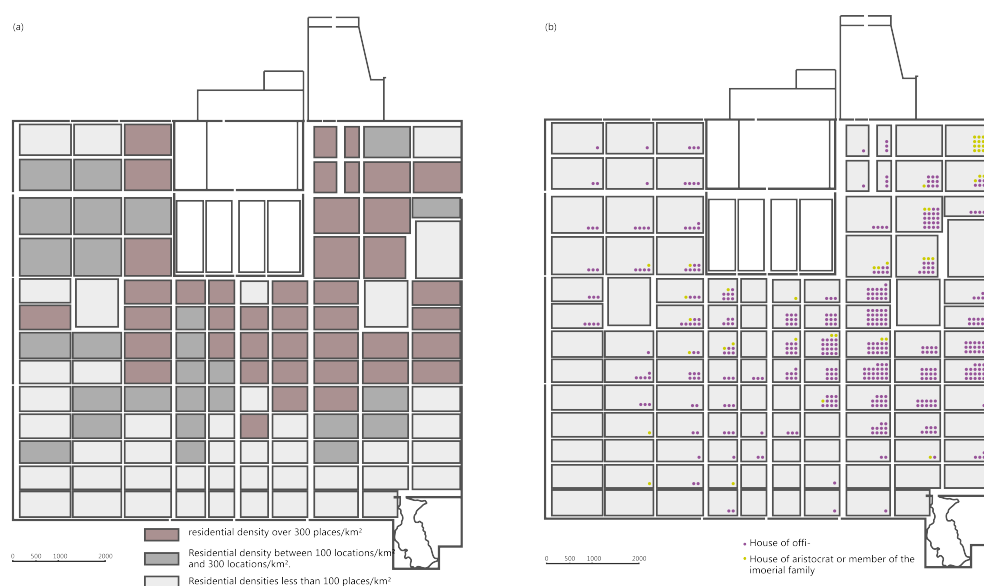 (a)
(b)
residential density over 300 places/km²
Residential density between 100 locations/km
and 300 locations/km².
Residential densities less than 100 places/km²
0 500 1000 2000
House of offi-
House of aristocrat or member of the
imoerial family
0 500 1000 2000